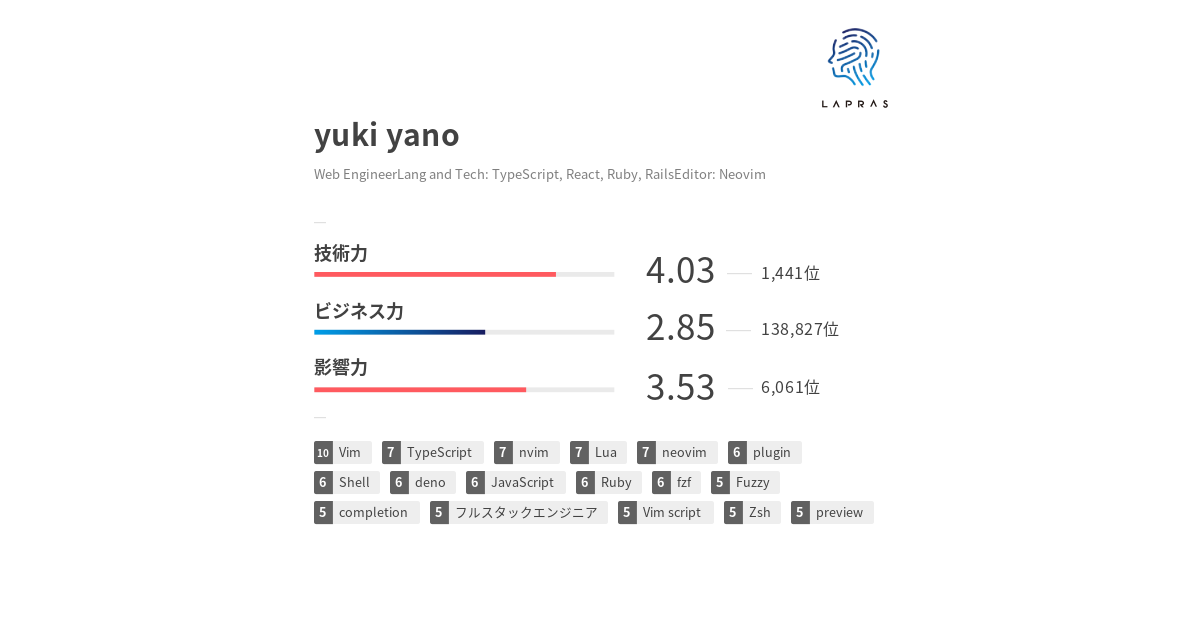 LAPRAS
yuki yano
Web EngineerLang and Tech: TypeScript, React, Ruby, RailsEditor: Neovim
技術力
4.03 1,441位
ビジネス力
2.85 138,827位
影響力
3.53 6,061位
10 Vim 7 TypeScript 7 nvim 7 Lua 7 neovim 6 plugin
6 Shell 6 deno 6 JavaScript 6 Ruby 6 fzf 5 Fuzzy
5 completion 5 フルスタックエンジニア 5 Vim script 5 Zsh 5 preview